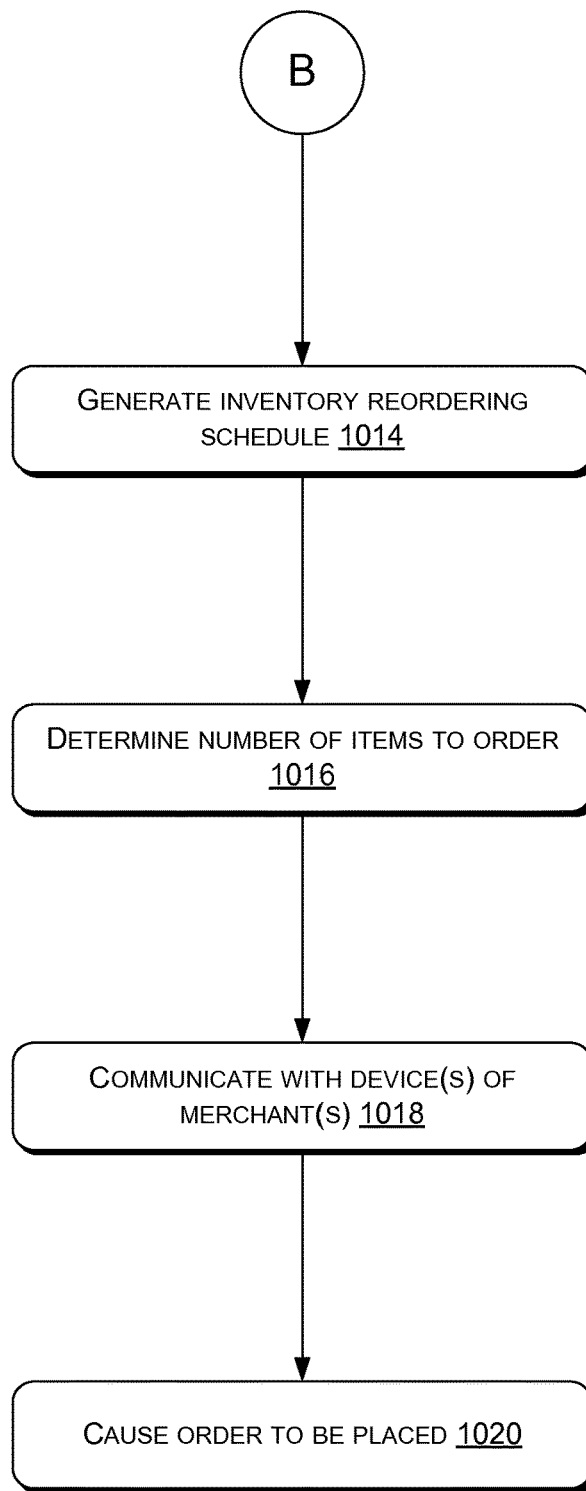 B
GENERATE INVENTORY REORDERING
SCHEDULE 1014
DETERMINE NUMBER OF ITEMS TO ORDER
1016
COMMUNICATE WITH DEVICE(S) OF
MERCHANT(S) 1018
CAUSE ORDER TO BE PLACED 1020